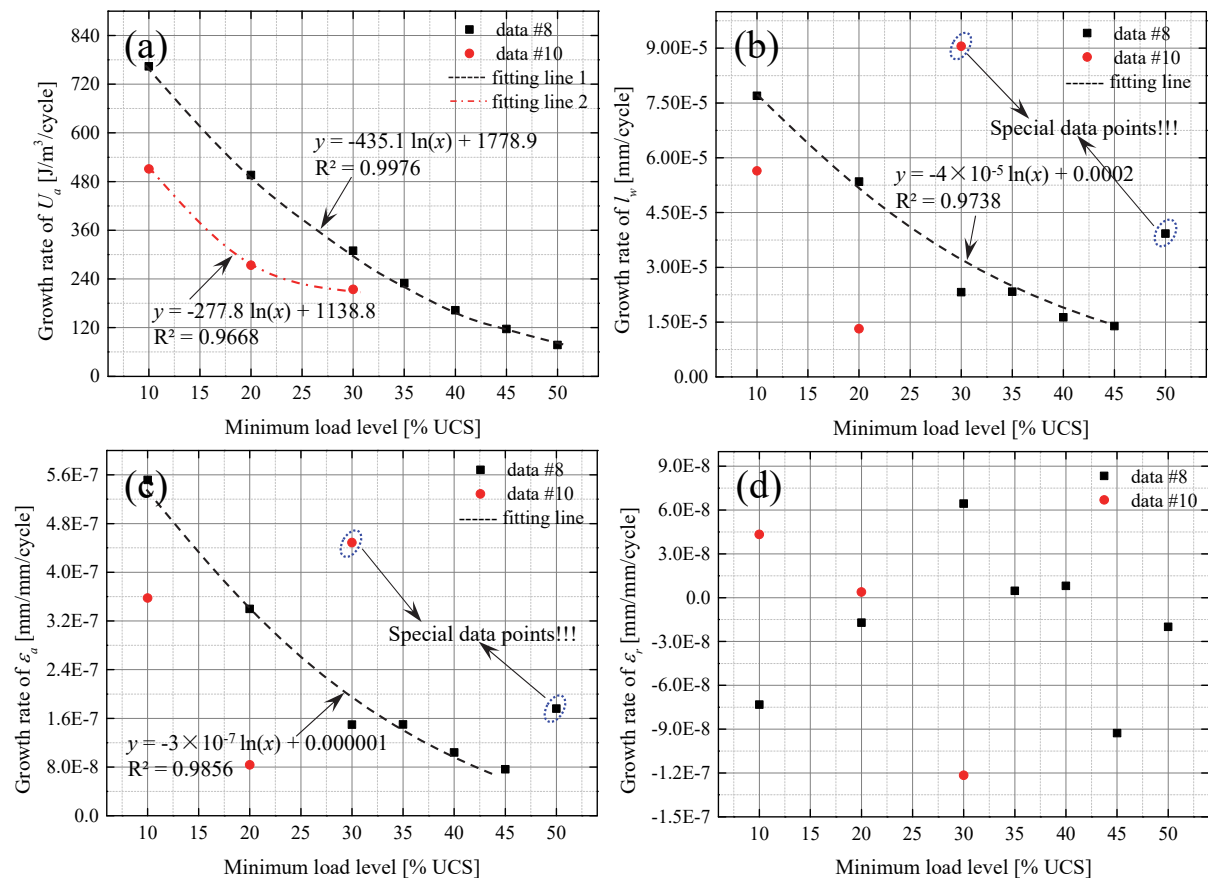 (a)
data #8
data #10
fitting line 1
fitting line 2
840
720
600
480
360
240
120
0
y = -435.1 ln(x) + 1778.9
R² = 0.9976
y = -277.8 ln(x) + 1138.8
R² = 0.9668
10 15 20 25 30 35 40 45 50
Minimum load level [% UCS]
Growth rate of Ua [J/m³/cycle]
(b)
data #8
data #10
fitting line
9.00E-5
7.50E-5
6.00E-5
4.50E-5
3.00E-5
1.50E-5
0.00
Special data points!!!
y = -4×10⁻⁵ ln(x) + 0.0002
R² = 0.9738
10 15 20 25 30 35 40 45 50
Minimum load level [% UCS]
Growth rate of lw [mm/cycle]
(c)
data #8
data #10
fitting line
5.6E-7
4.8E-7
4.0E-7
3.2E-7
2.4E-7
1.6E-7
8.0E-8
0.0
Special data points!!!
y = -3×10⁻⁷ ln(x) + 0.000001
R² = 0.9856
10 15 20 25 30 35 40 45 50
Minimum load level [% UCS]
Growth rate of εa [mm/mm/cycle]
(d)
data #8
data #10
9.0E-8
6.0E-8
3.0E-8
0.0
-3.0E-8
-6.0E-8
-9.0E-8
-1.2E-7
-1.5E-7
10 15 20 25 30 35 40 45 50
Minimum load level [% UCS]
Growth rate of εr [mm/mm/cycle]